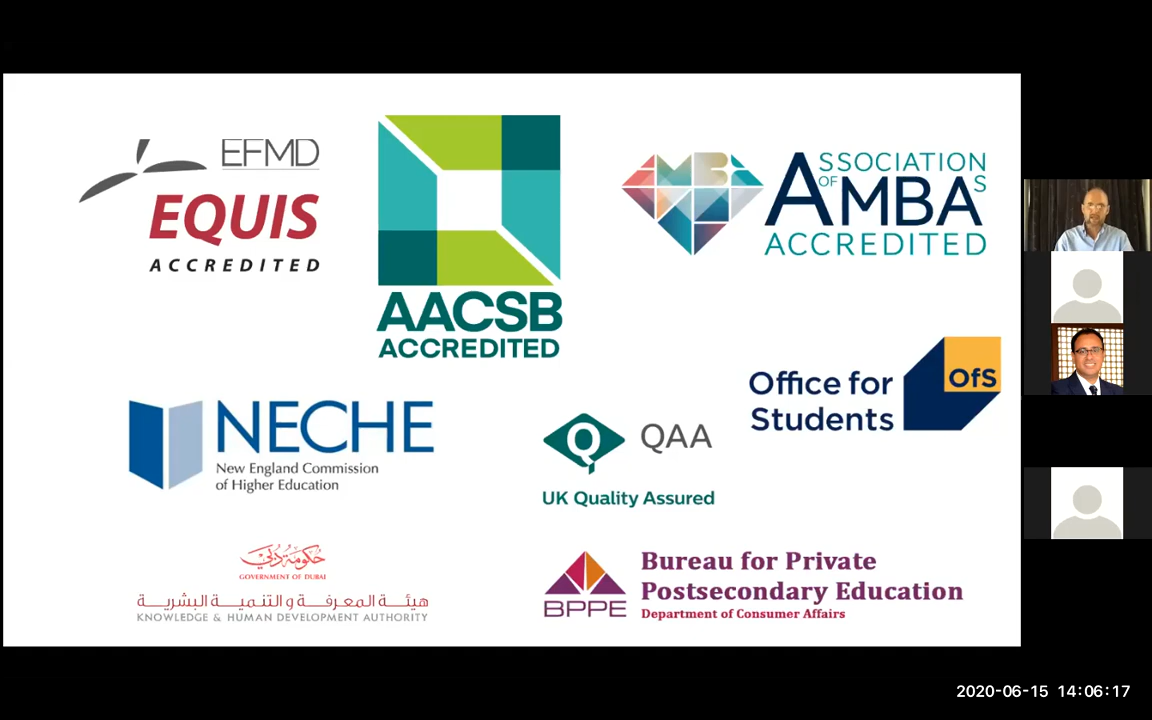 EFMD
EQUIS
ACCREDITED
AACSB
ACCREDITED
AMBA
ASSOCIATION
OF AMBAS
ACCREDITED
Office for
Students
OfS
NECHE
New England Commission
of Higher Education
Q QAA
UK Quality Assured
حكومة دبي
GOVERNMENT OF DUBAI
هيئة المعرفة والتنمية البشرية
KNOWLEDGE & HUMAN DEVELOPMENT AUTHORITY
BPPE
Bureau for Private
Postsecondary Education
Department of Consumer Affairs
2020-06-15 14:06:17